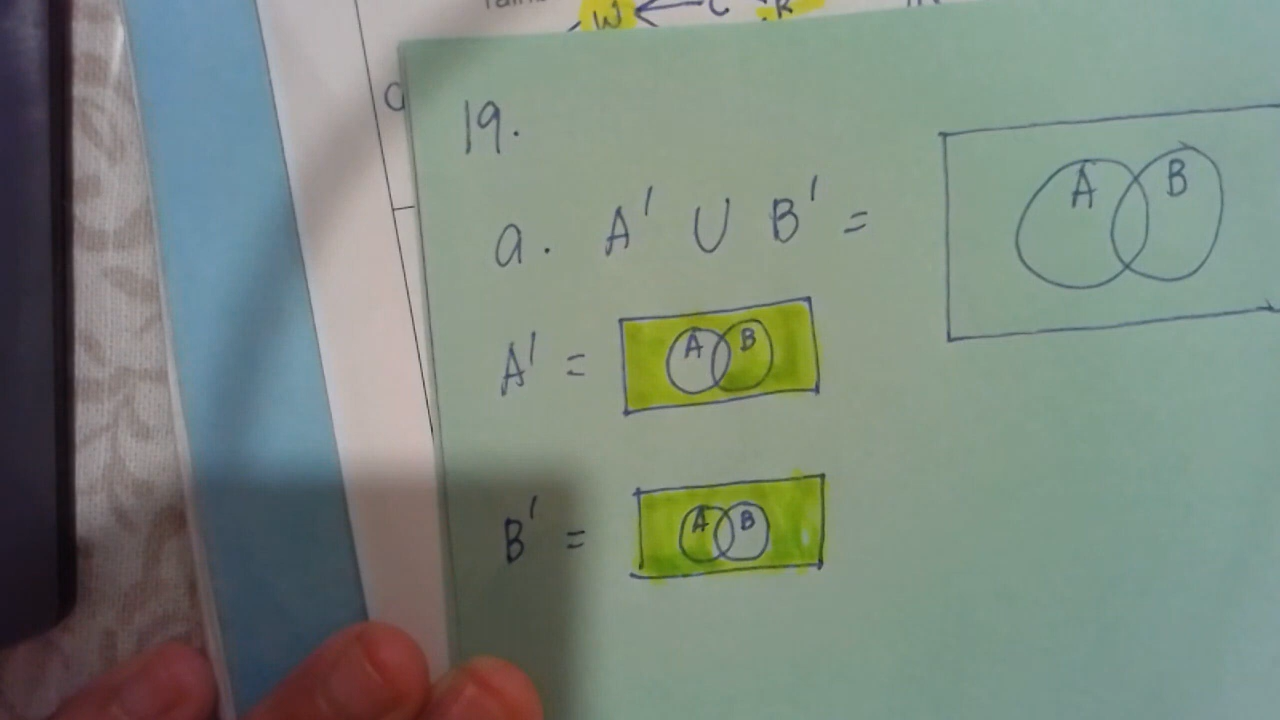 W ← C R
19.
a. A' ∪ B' =
A B
A' =
A B
B' =
A B